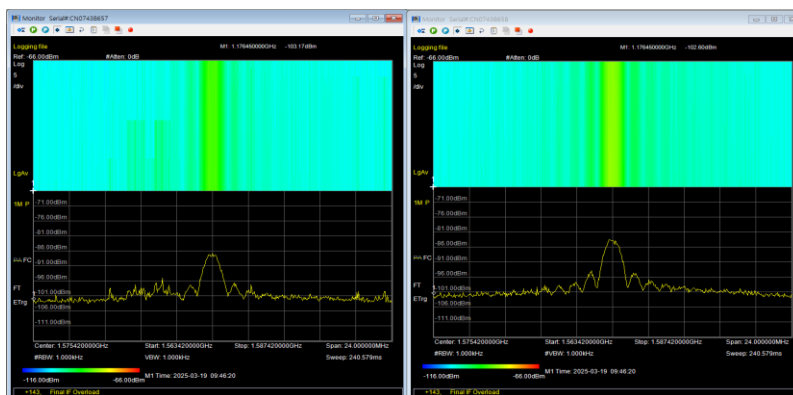 Monitor Serial#:CN07438657
Logging file
M1: 1.176450000GHz -103.17dBm
Ref: -66.00dBm #Atten: 0dB
Log
5
/div
LgAv
1
1M P
-71.00dBm
-76.00dBm
-81.00dBm
-86.00dBm
-91.00dBm
FC
-96.00dBm
FT
-101.00dBm
ETrg
-106.00dBm
-111.00dBm
Center: 1.575420000GHz Start: 1.563420000GHz Stop: 1.587420000GHz Span: 24.000000MHz
#RBW: 1.000kHz VBW: 1.000kHz
Sweep: 240.579ms
-116.00dBm -66.00dBm
M1 Time: 2025-03-19 09:46:20
+143, Final IF Overload
Monitor Serial#:CN07438658
Logging file
M1: 1.176460000GHz -102.60dBm
Ref: -66.00dBm #Atten: 0dB
Log
5
/div
LgAv
1
1M P
-71.00dBm
-76.00dBm
-81.00dBm
-86.00dBm
-91.00dBm
FC
-96.00dBm
FT
-101.00dBm
ETrg
-106.00dBm
-111.00dBm
Center: 1.575420000GHz Start: 1.563420000GHz Stop: 1.587420000GHz Span: 24.000000MHz
#RBW: 1.000kHz #VBW: 1.000kHz
Sweep: 240.579ms
-116.00dBm -66.00dBm
M1 Time: 2025-03-19 09:46:20
+143, Final IF Overload